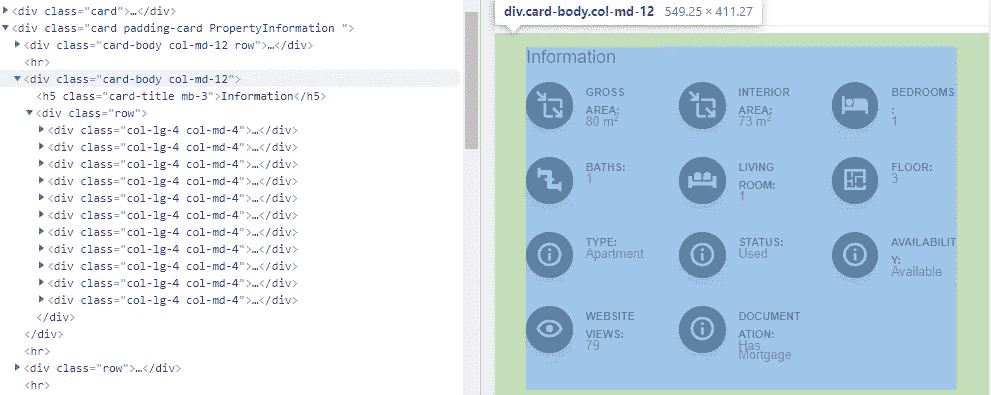 <div class="card">…</div>
<div class="card padding-card PropertyInformation ">
<div class="card-body col-md-12 row">…</div>
<hr>
<div class="card-body col-md-12">
<h5 class="card-title mb-3">Information</h5>
<div class="row">
<div class="col-lg-4 col-md-4">…</div>
<div class="col-lg-4 col-md-4">…</div>
<div class="col-lg-4 col-md-4">…</div>
<div class="col-lg-4 col-md-4">…</div>
<div class="col-lg-4 col-md-4">…</div>
<div class="col-lg-4 col-md-4">…</div>
<div class="col-lg-4 col-md-4">…</div>
<div class="col-lg-4 col-md-4">…</div>
<div class="col-lg-4 col-md-4">…</div>
<div class="col-lg-4 col-md-4">…</div>
<div class="col-lg-4 col-md-4">…</div>
</div>
</div>
<hr>
<div class="row">…</div>
<hr>
div.card-body.col-md-12 549.25 × 411.27
Information
GROSS
AREA:
80 m²
INTERIOR
AREA:
73 m²
BEDROOMS
:
1
BATHS:
1
LIVING
ROOM:
1
FLOOR:
3
TYPE:
Apartment
STATUS:
Used
AVAILABILIT
Y:
Available
WEBSITE
VIEWS:
79
DOCUMENT
ATION:
Has
Mortgage